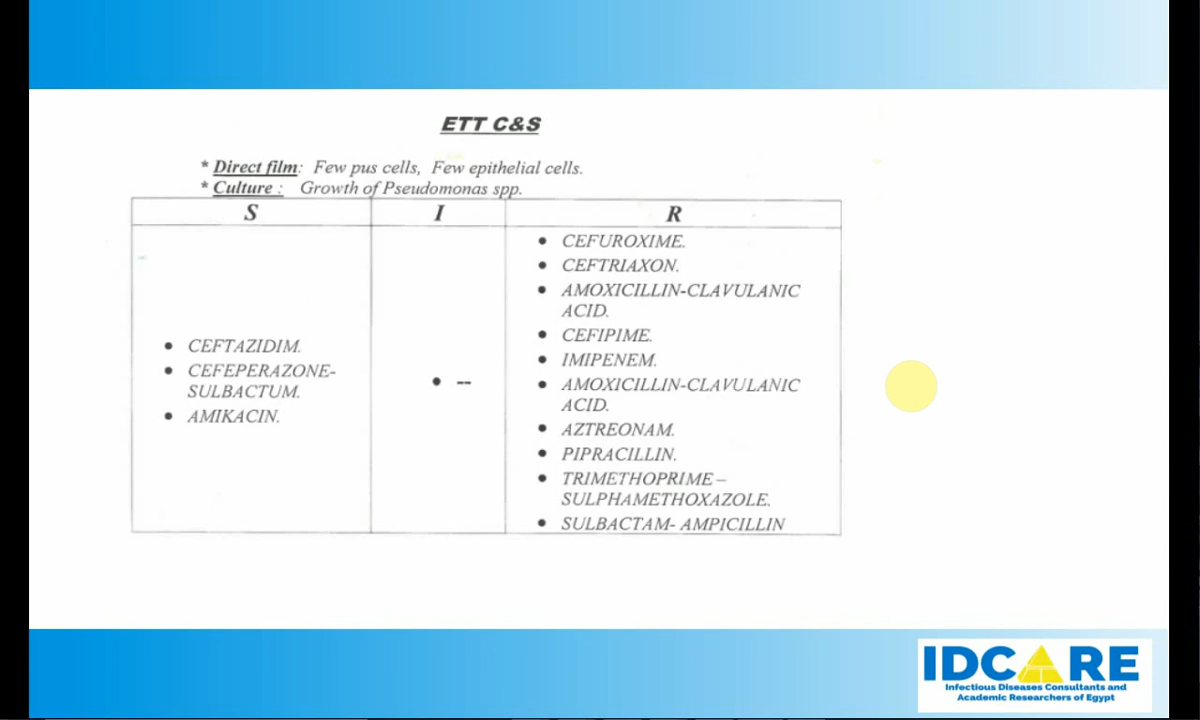 ETT C&S
* Direct film: Few pus cells, Few epithelial cells.
* Culture : Growth of Pseudomonas spp.
S I R
• CEFTAZIDIM.
• CEFEPERAZONE-
SULBACTUM.
• AMIKACIN.
• --
• CEFUROXIME.
• CEFTRIAXON.
• AMOXICILLIN-CLAVULANIC
ACID.
• CEFIPIME.
• IMIPENEM.
• AMOXICILLIN-CLAVULANIC
ACID.
• AZTREONAM.
• PIPRACILLIN.
• TRIMETHOPRIME –
SULPHAMETHOXAZOLE.
• SULBACTAM- AMPICILLIN
IDCARE
Infectious Diseases Consultants and
Academic Researchers of Egypt